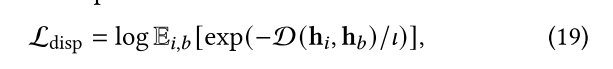 ℒ_disp = log 𝔼_{i,b}[exp(−𝒟(𝐡_i, 𝐡_b)/ι)], (19)